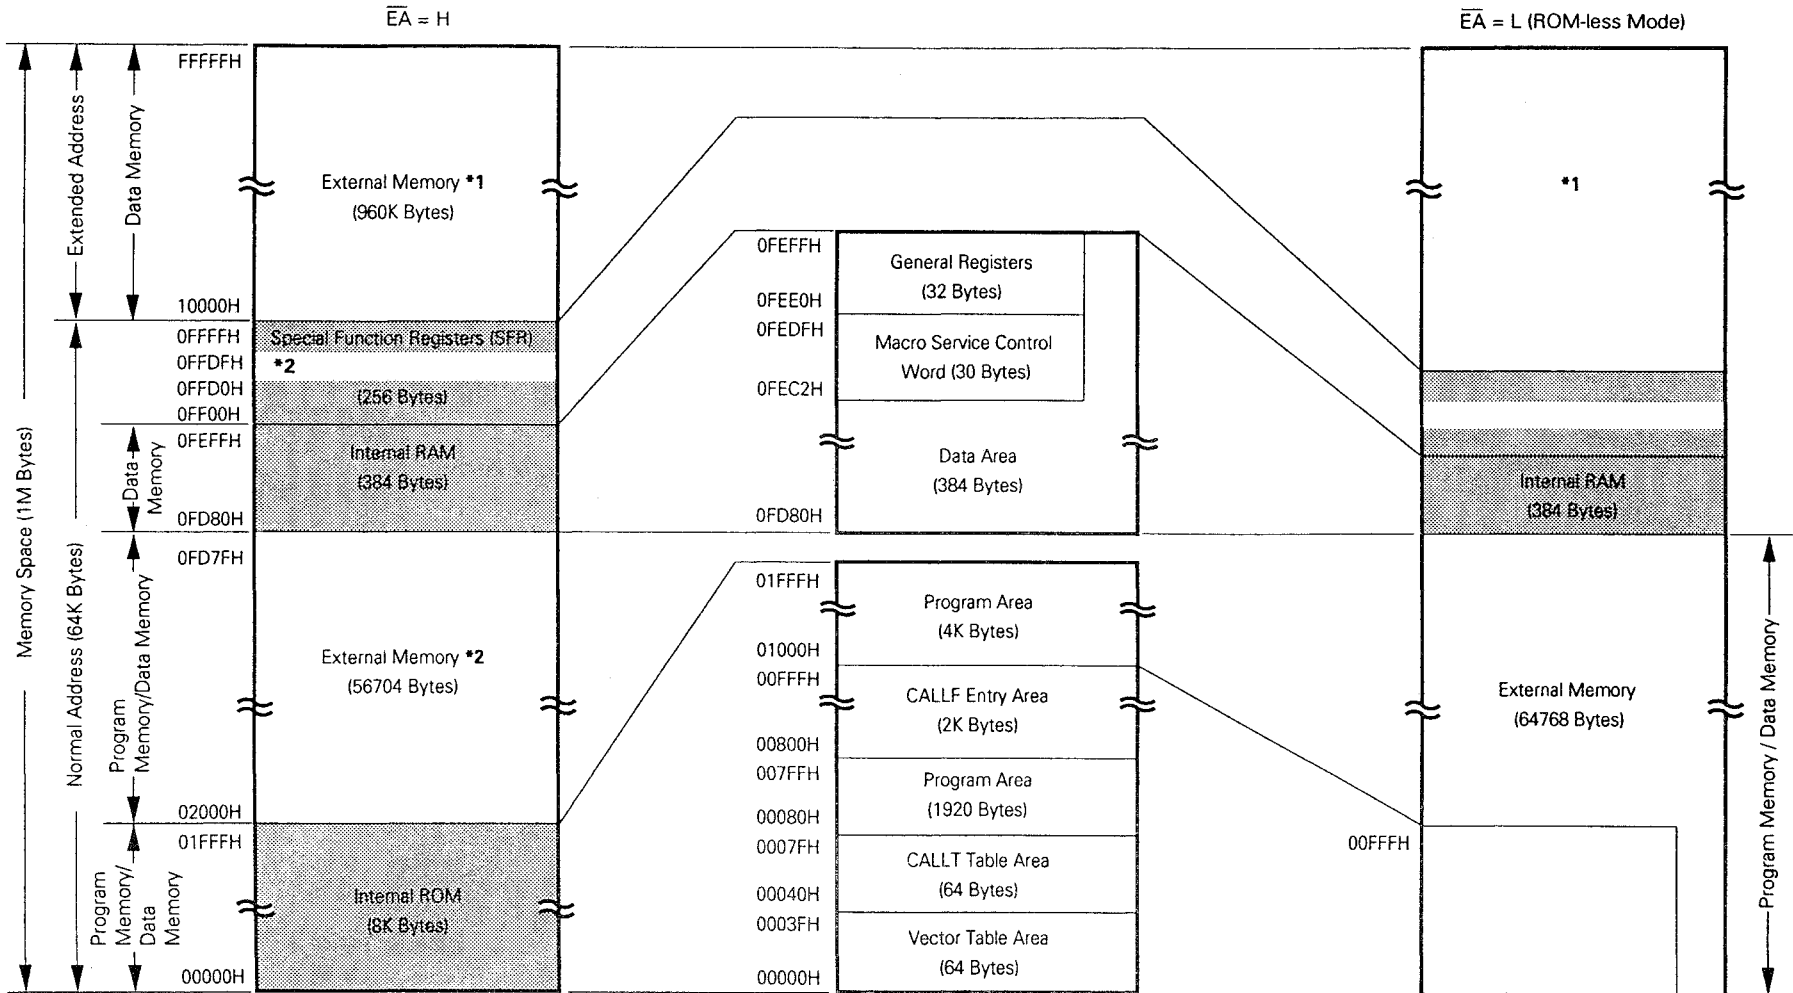 EA = H
EA = L (ROM-less Mode)
Memory Space (1M Bytes)
Extended Address
Normal Address (64K Bytes)
Data Memory
Data
Memory
Program
Memory/Data Memory
Program
Memory/
Data
Memory
FFFFFH
External Memory *1
(960K Bytes)
10000H
0FFFFH
Special Function Registers (SFR)
0FFDFH
*2
0FFD0H
(256 Bytes)
0FF00H
0FEFFH
Internal RAM
(384 Bytes)
0FD80H
0FD7FH
External Memory *2
(56704 Bytes)
02000H
01FFFH
Internal ROM
(8K Bytes)
00000H
0FEFFH
General Registers
(32 Bytes)
0FEE0H
0FEDFH
Macro Service Control
Word (30 Bytes)
0FEC2H
Data Area
(384 Bytes)
0FD80H
01FFFH
Program Area
(4K Bytes)
01000H
00FFFH
CALLF Entry Area
(2K Bytes)
00800H
007FFH
Program Area
(1920 Bytes)
00080H
0007FH
CALLT Table Area
(64 Bytes)
00040H
0003FH
Vector Table Area
(64 Bytes)
00000H
*1
Internal RAM
(384 Bytes)
External Memory
(64768 Bytes)
00FFFH
Program Memory / Data Memory